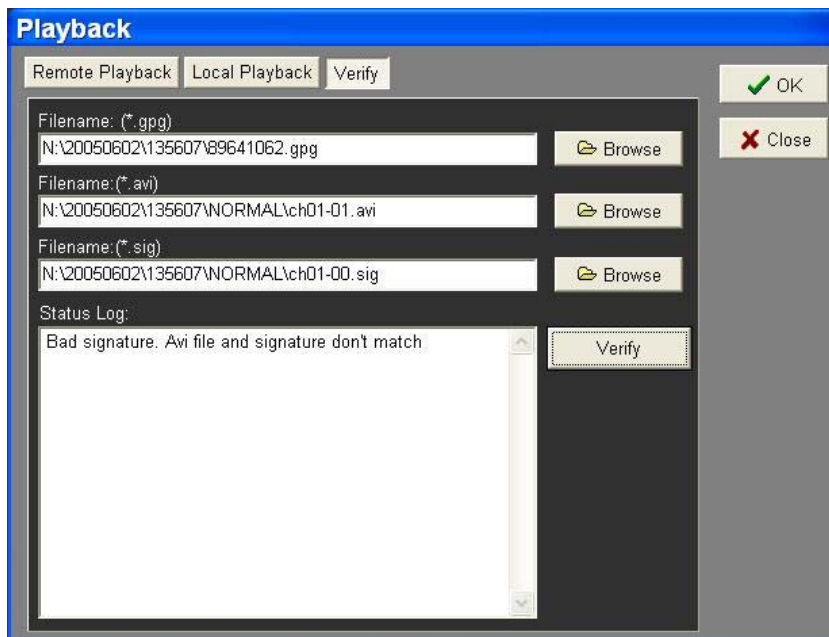 Playback
Remote Playback Local Playback Verify
OK
Close
Filename: (*.gpg)
N:\20050602\135607\89641062.gpg
Browse
Filename:(*.avi)
N:\20050602\135607\NORMAL\ch01-01.avi
Browse
Filename:(*.sig)
N:\20050602\135607\NORMAL\ch01-00.sig
Browse
Status Log:
Bad signature. Avi file and signature don't match
Verify